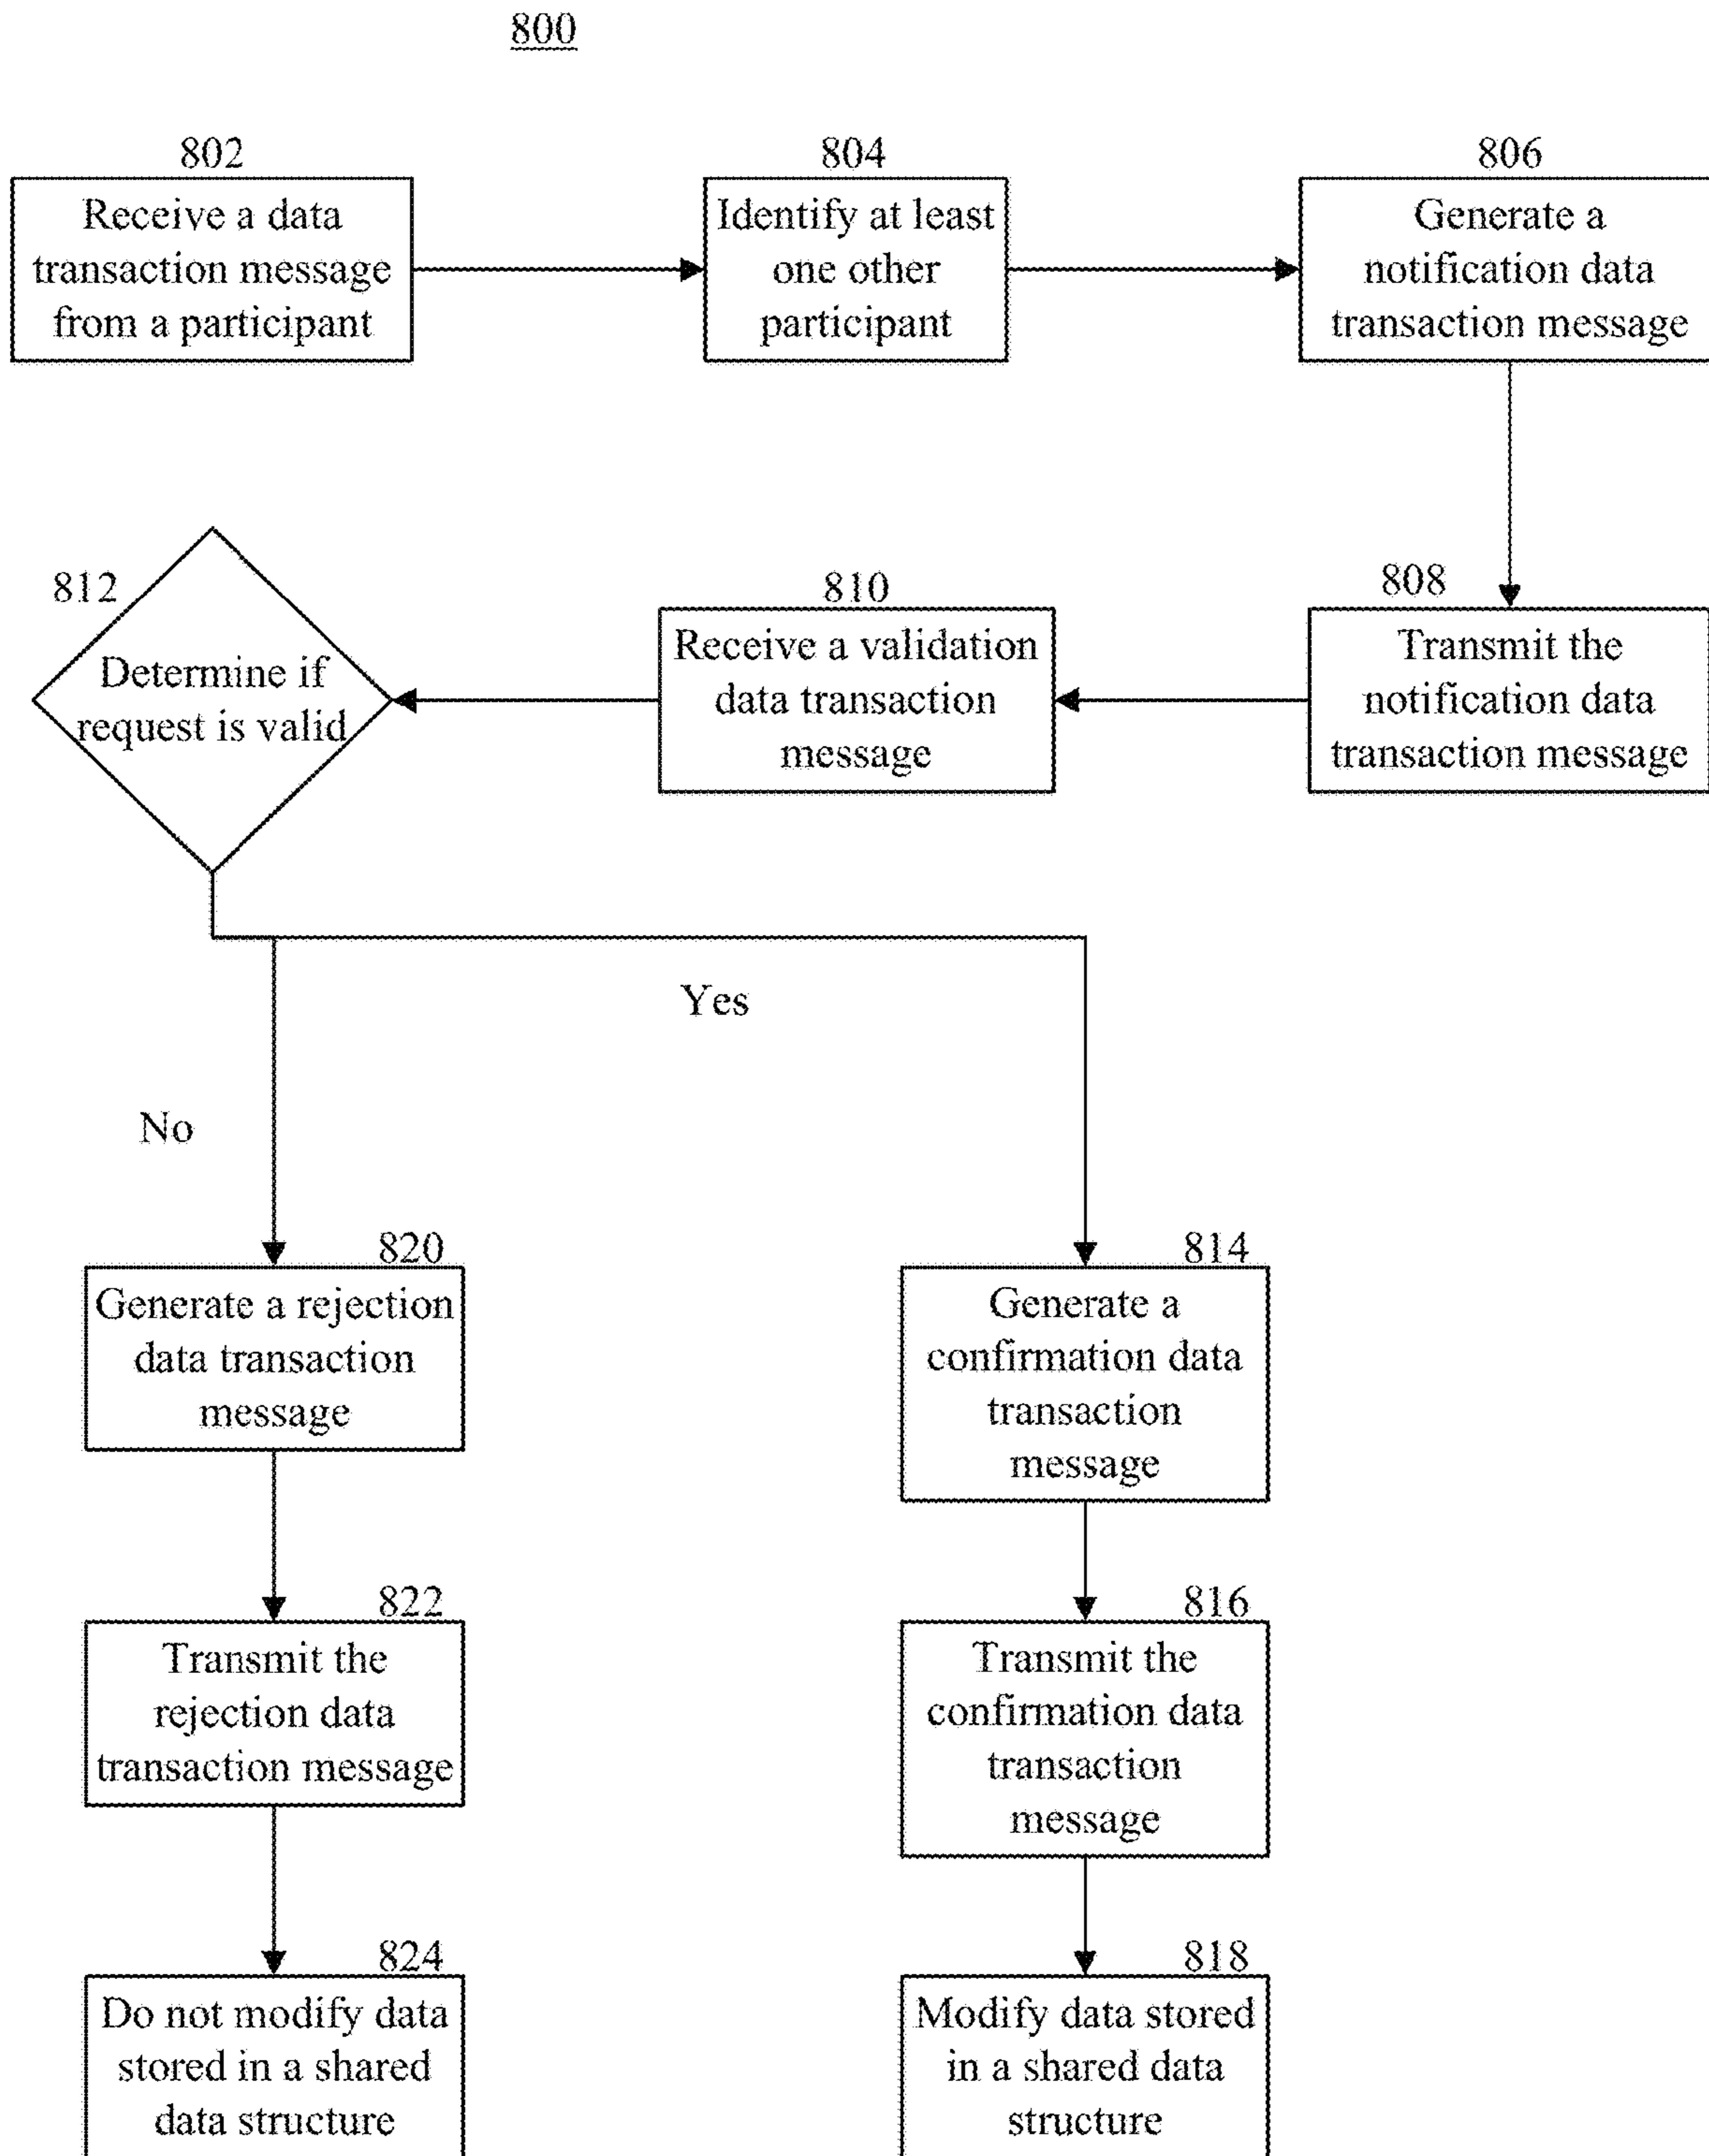 800
802
Receive a data
transaction message
from a participant
804
Identify at least
one other
participant
806
Generate a
notification data
transaction message
808
Transmit the
notification data
transaction message
810
Receive a validation
data transaction
message
812
Determine if
request is valid
Yes
No
820
Generate a rejection
data transaction
message
822
Transmit the
rejection data
transaction message
824
Do not modify data
stored in a shared
data structure
814
Generate a
confirmation data
transaction
message
816
Transmit the
confirmation data
transaction
message
818
Modify data stored
in a shared data
structure